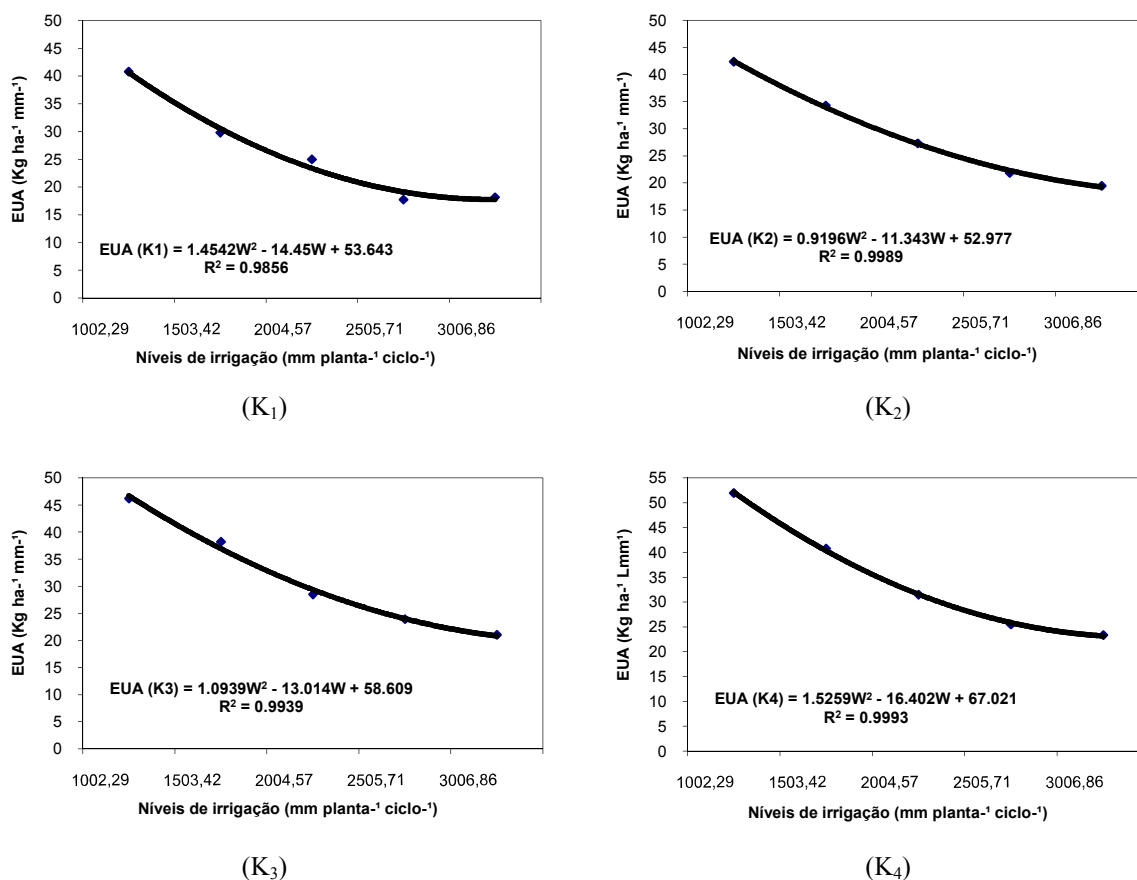 50
45
40
35
30
25
20
15
10
5
0
EUA (Kg ha-¹ mm-¹)
EUA (K1) = 1.4542W² - 14.45W + 53.643
R² = 0.9856
1002,29 1503,42 2004,57 2505,71 3006,86
Níveis de irrigação (mm planta-¹ ciclo-¹)
(K₁)
50
45
40
35
30
25
20
15
10
5
0
EUA (Kg ha-¹ mm-¹)
EUA (K2) = 0.9196W² - 11.343W + 52.977
R² = 0.9989
1002,29 1503,42 2004,57 2505,71 3006,86
Níveis de irrigação (mm planta-¹ ciclo-¹)
(K₂)
50
45
40
35
30
25
20
15
10
5
0
EUA (Kg ha-¹ mm-¹)
EUA (K3) = 1.0939W² - 13.014W + 58.609
R² = 0.9939
1002,29 1503,42 2004,57 2505,71 3006,86
Níveis de irrigação (mm planta-¹ ciclo-¹)
(K₃)
55
50
45
40
35
30
25
20
15
10
5
0
EUA (Kg ha-¹ Lmm¹)
EUA (K4) = 1.5259W² - 16.402W + 67.021
R² = 0.9993
1002,29 1503,42 2004,57 2505,71 3006,86
Níveis de irrigação (mm planta-¹ ciclo-¹)
(K₄)